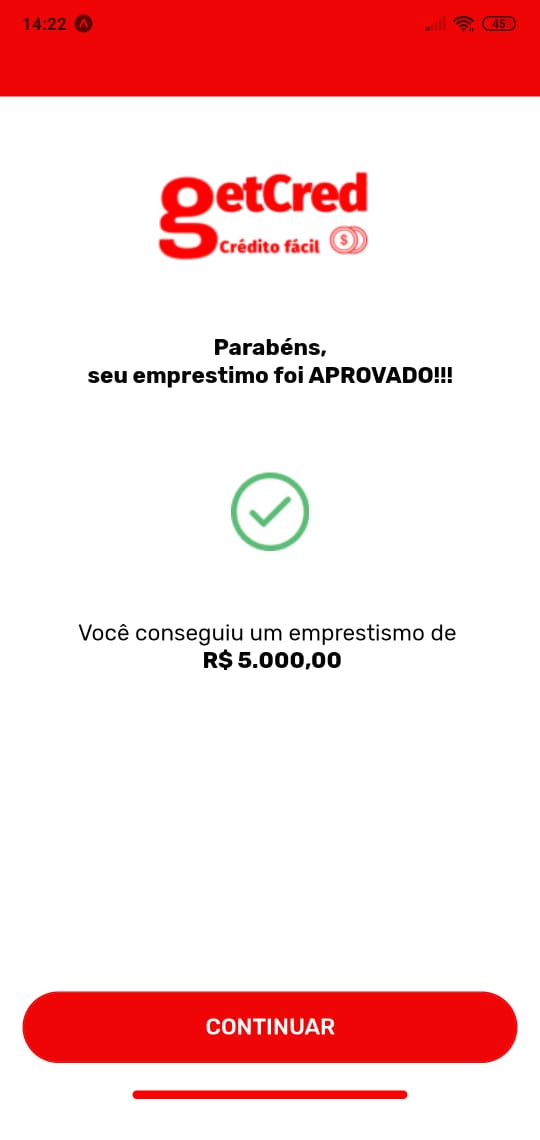 14:22
45
getCred
Crédito fácil
$
Parabéns,
seu emprestimo foi APROVADO!!!
Você conseguiu um emprestismo de
R$ 5.000,00
CONTINUAR